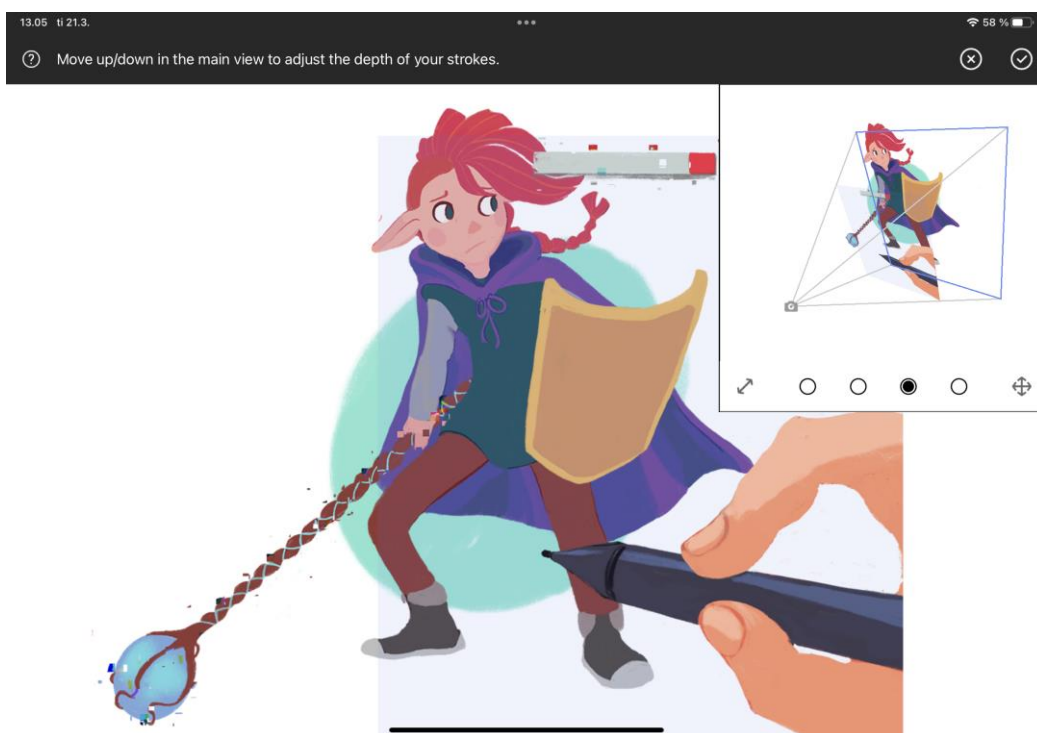 13.05 ti 21.3.
58 %
Move up/down in the main view to adjust the depth of your strokes.